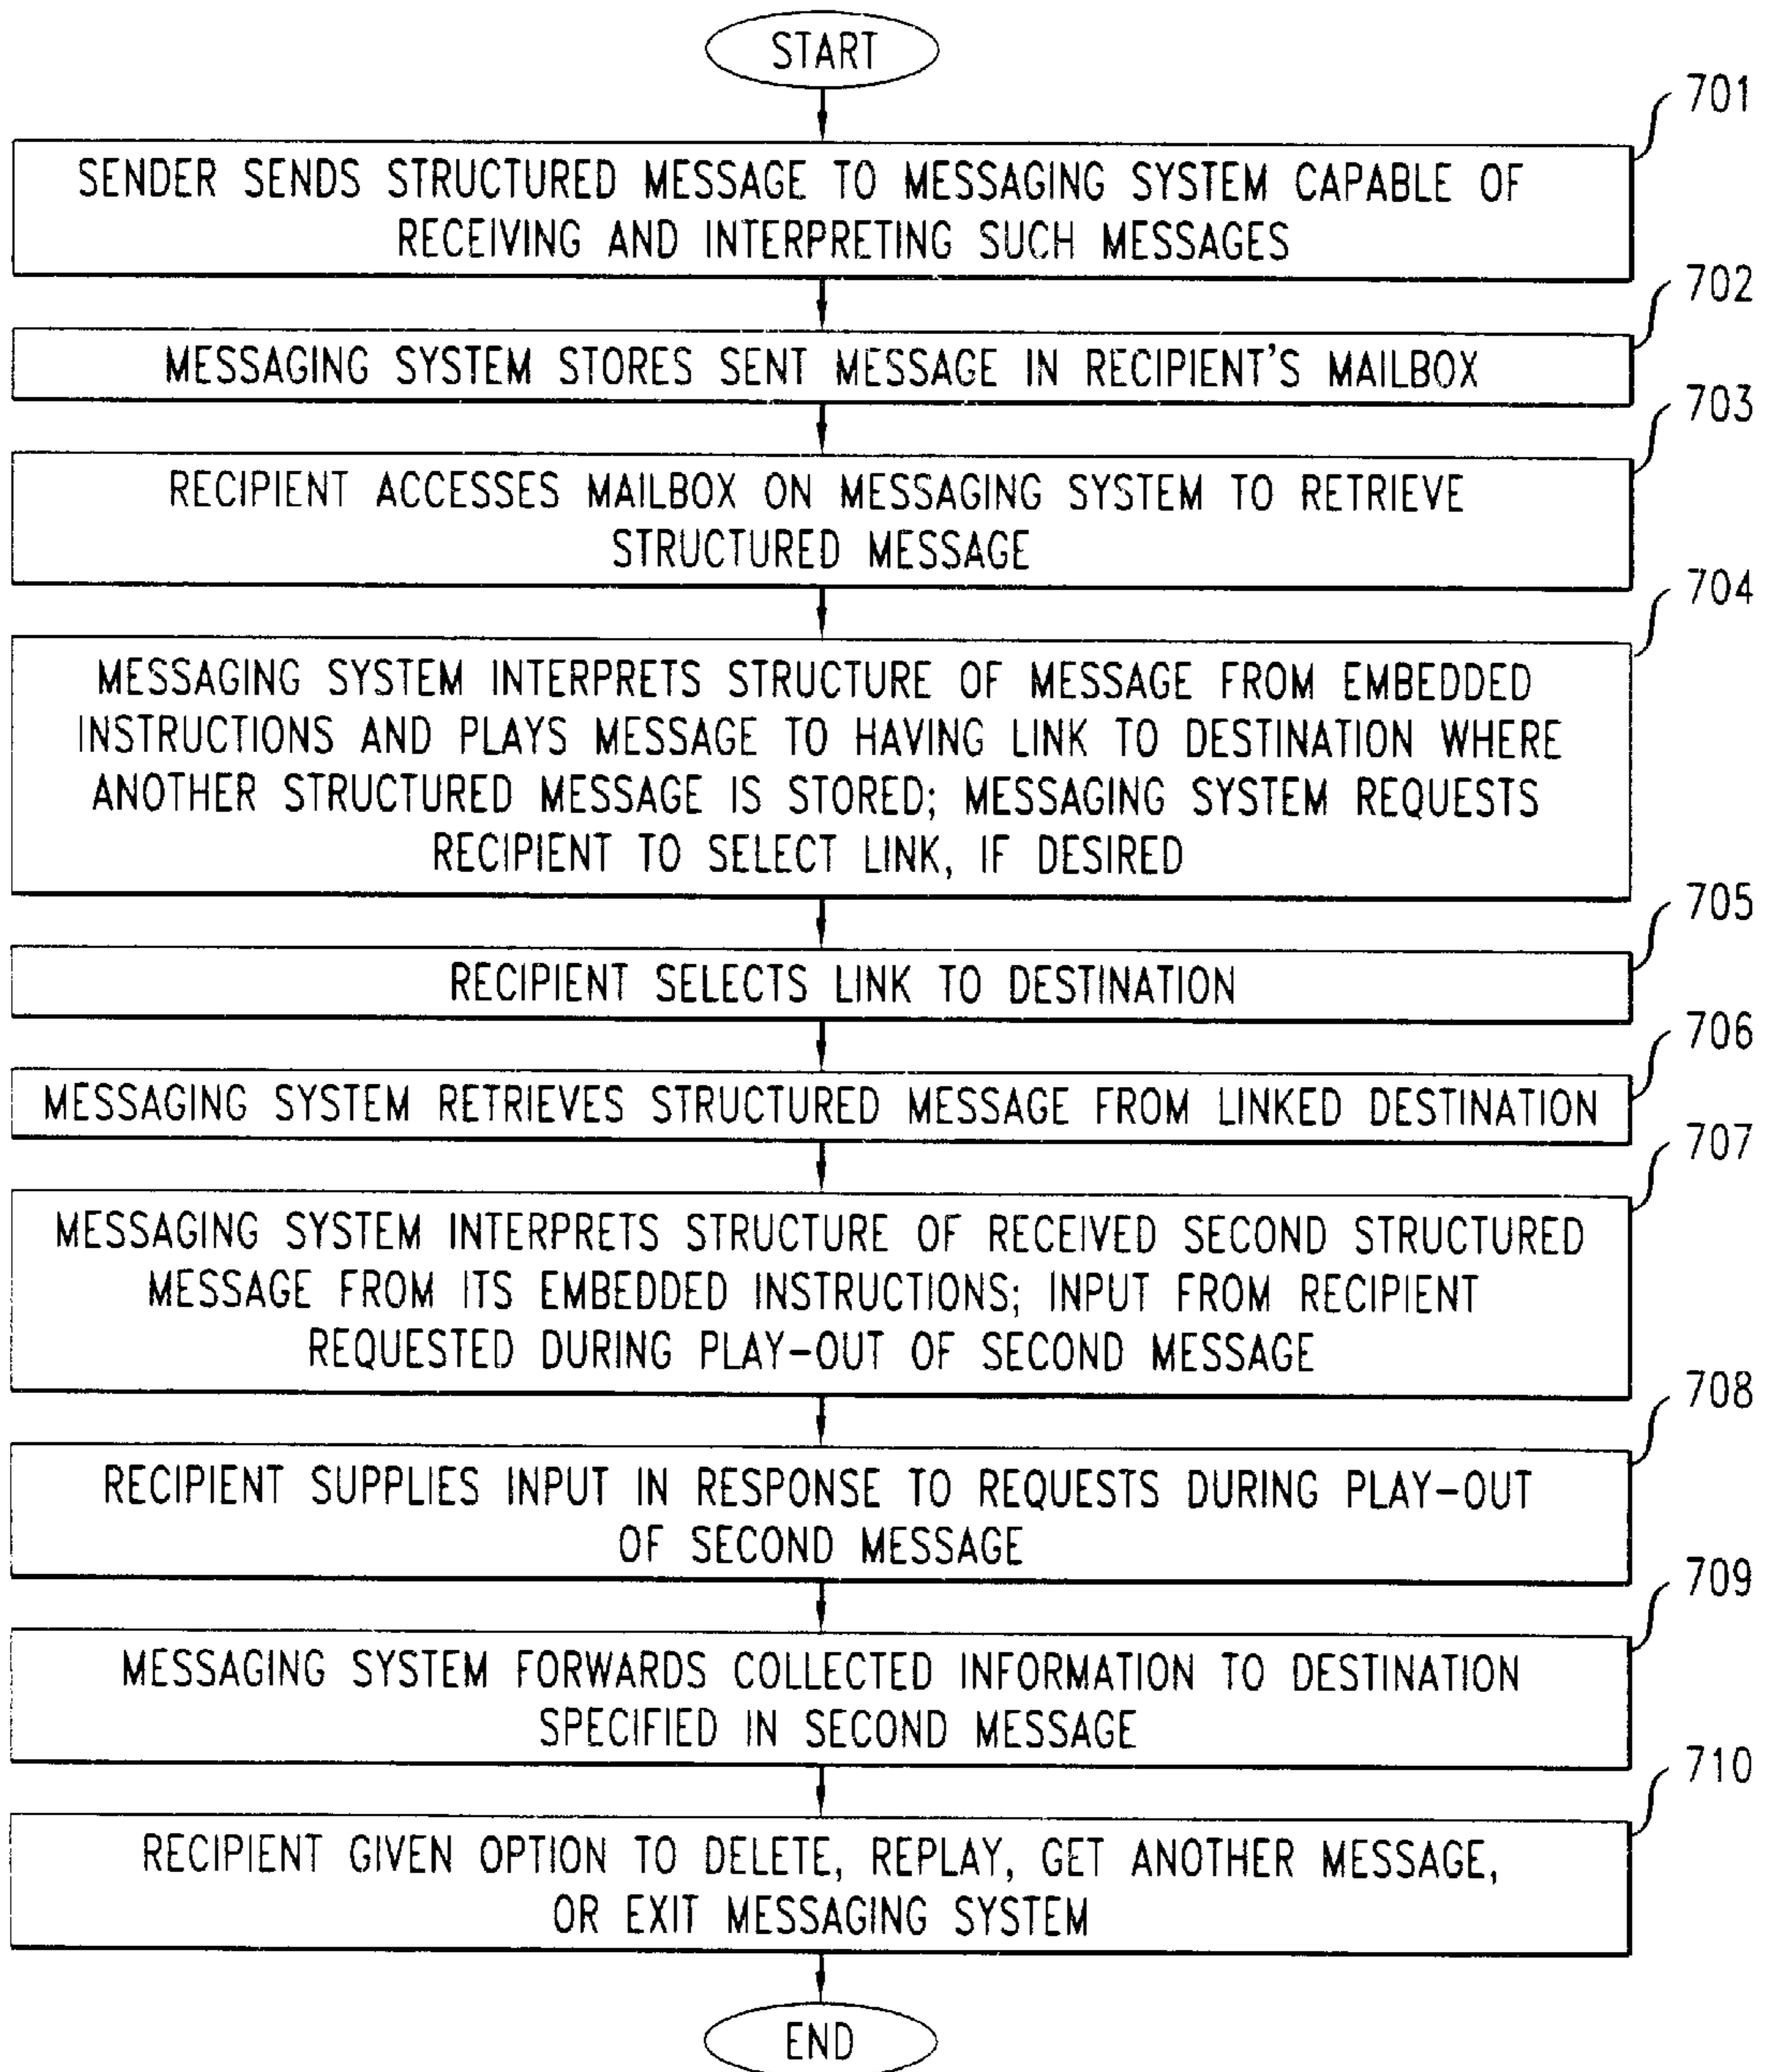 START
701
SENDER SENDS STRUCTURED MESSAGE TO MESSAGING SYSTEM CAPABLE OF
RECEIVING AND INTERPRETING SUCH MESSAGES
702
MESSAGING SYSTEM STORES SENT MESSAGE IN RECIPIENT'S MAILBOX
703
RECIPIENT ACCESSES MAILBOX ON MESSAGING SYSTEM TO RETRIEVE
STRUCTURED MESSAGE
704
MESSAGING SYSTEM INTERPRETS STRUCTURE OF MESSAGE FROM EMBEDDED
INSTRUCTIONS AND PLAYS MESSAGE TO HAVING LINK TO DESTINATION WHERE
ANOTHER STRUCTURED MESSAGE IS STORED; MESSAGING SYSTEM REQUESTS
RECIPIENT TO SELECT LINK, IF DESIRED
705
RECIPIENT SELECTS LINK TO DESTINATION
706
MESSAGING SYSTEM RETRIEVES STRUCTURED MESSAGE FROM LINKED DESTINATION
707
MESSAGING SYSTEM INTERPRETS STRUCTURE OF RECEIVED SECOND STRUCTURED
MESSAGE FROM ITS EMBEDDED INSTRUCTIONS; INPUT FROM RECIPIENT
REQUESTED DURING PLAY-OUT OF SECOND MESSAGE
708
RECIPIENT SUPPLIES INPUT IN RESPONSE TO REQUESTS DURING PLAY-OUT
OF SECOND MESSAGE
709
MESSAGING SYSTEM FORWARDS COLLECTED INFORMATION TO DESTINATION
SPECIFIED IN SECOND MESSAGE
710
RECIPIENT GIVEN OPTION TO DELETE, REPLAY, GET ANOTHER MESSAGE,
OR EXIT MESSAGING SYSTEM
END